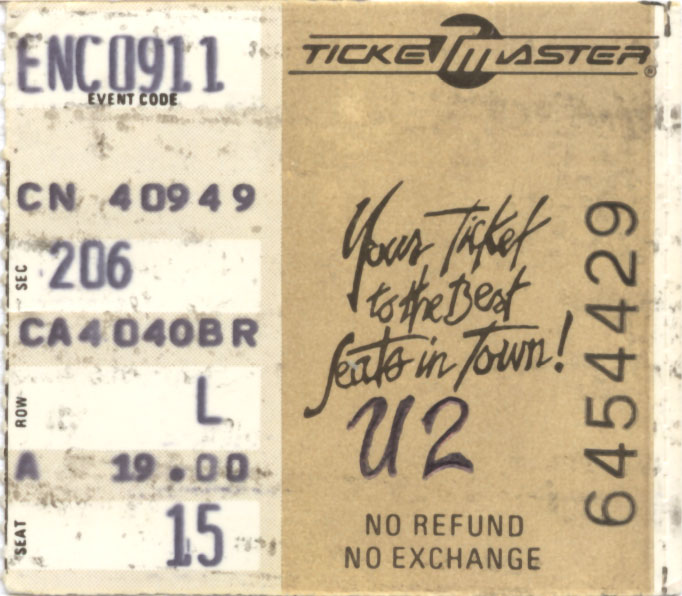 ENC0911
EVENT CODE
CN 40949
SEC 206
CA4040BR
ROW L
A 19.00
SEAT 15
TICKETMASTER®
Your Ticket
to the Best
Seats in Town!
U2
NO REFUND
NO EXCHANGE
6454429